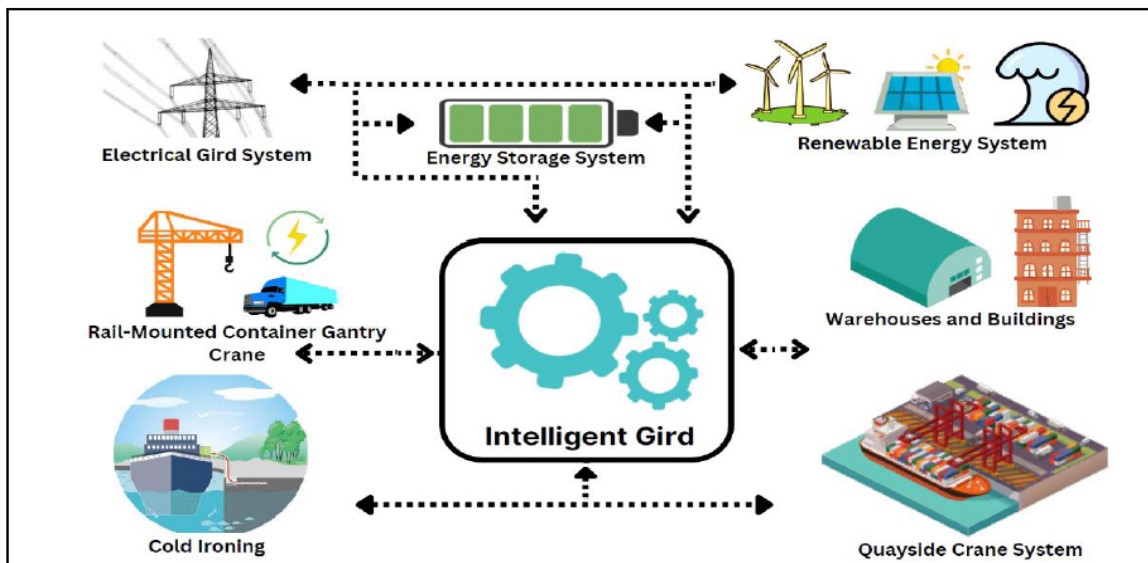 Electrical Gird System
Energy Storage System
Renewable Energy System
Rail-Mounted Container Gantry
Crane
Warehouses and Buildings
Intelligent Gird
Cold Ironing
Quayside Crane System